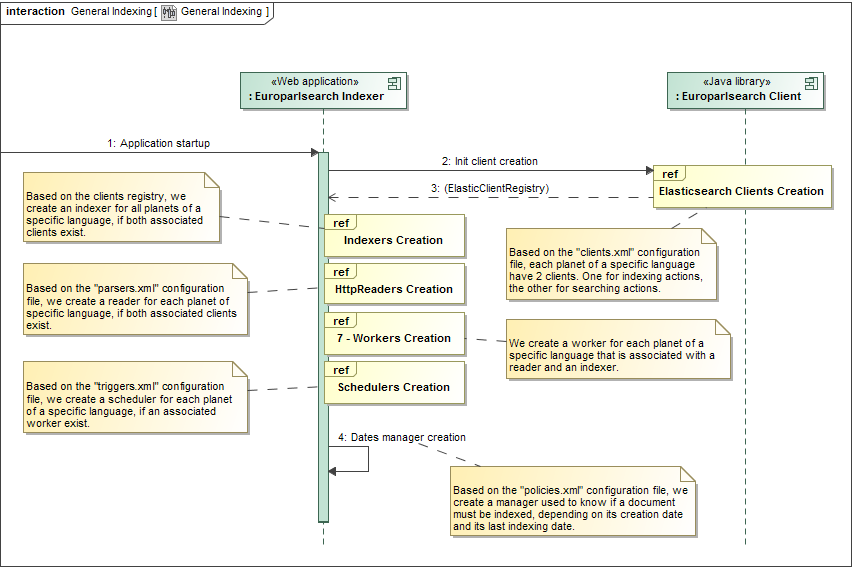 interaction General Indexing [ General Indexing ]
«Web application»
: Europarlsearch Indexer
«Java library»
: Europarlsearch Client
1: Application startup
2: Init client creation
ref
Elasticsearch Clients Creation
3: (ElasticClientRegistry)
Based on the clients registry, we
create an indexer for all planets of a
specific language, if both associated
clients exist.
ref
Indexers Creation
Based on the "clients.xml" configuration
file, each planet of a specific language
have 2 clients. One for indexing actions,
the other for searching actions.
Based on the "parsers.xml" configuration
file, we create a reader for each planet of
specific language, if both associated clients
exist.
ref
HttpReaders Creation
ref
7 - Workers Creation
We create a worker for each planet of a
specific language that is associated with a
reader and an indexer.
Based on the "triggers.xml" configuration
file, we create a scheduler for each planet
of a specific language, if an associated
worker exist.
ref
Schedulers Creation
4: Dates manager creation
Based on the "policies.xml" configuration file, we
create a manager used to know if a document
must be indexed, depending on its creation date
and its last indexing date.